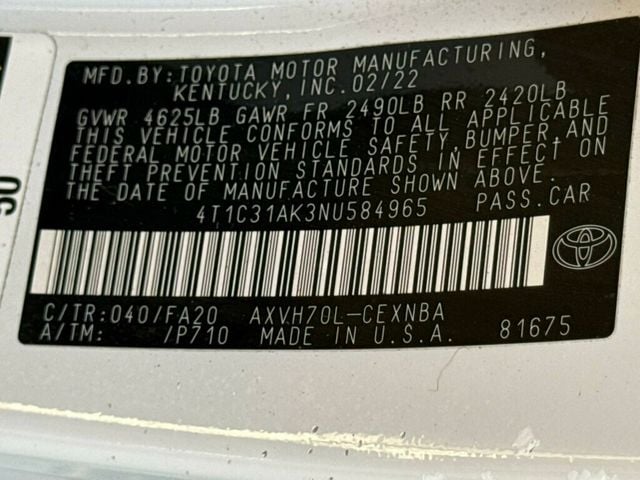 MFD.BY:TOYOTA MOTOR MANUFACTURING,
KENTUCKY, INC.02/22
GVWR 4625LB GAWR FR 2490LB RR 2420LB
THIS VEHICLE CONFORMS TO ALL APPLICABLE
FEDERAL MOTOR VEHICLE SAFETY,BUMPER,AND
THEFT PREVENTION STANDARDS IN EFFECT ON
THE DATE OF MANUFACTURE SHOWN ABOVE.
4T1C31AK3NU584965 PASS.CAR
C/TR:040/FA20 AXVH70L-CEXNBA
A/TM: /P710 MADE IN U.S.A. 81675